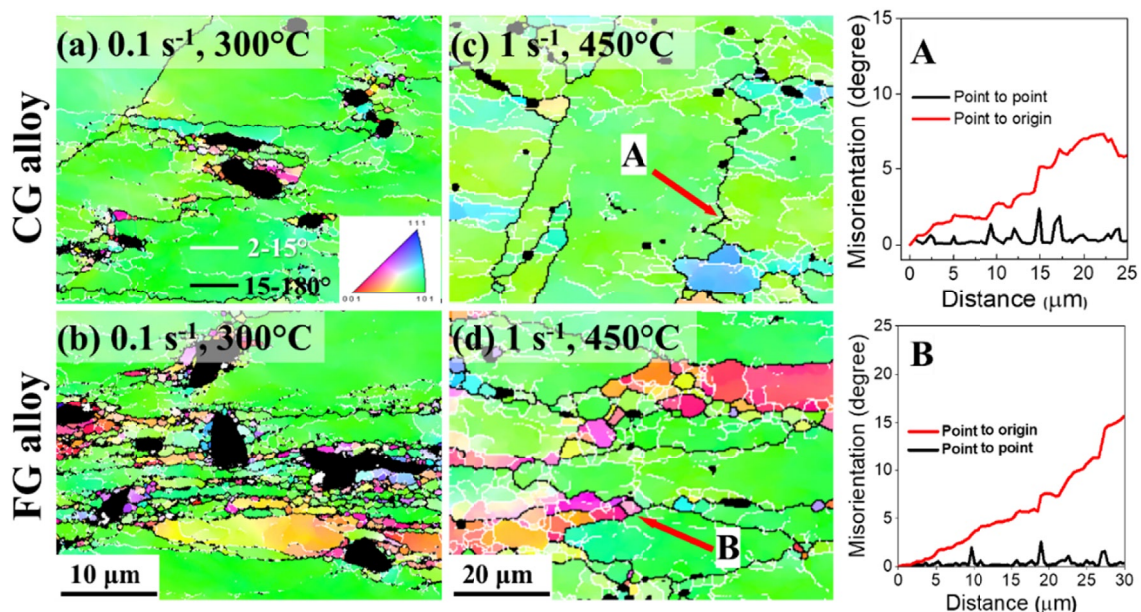 CG alloy
(a) 0.1 s⁻¹, 300°C
2-15°
15-180°
111
001
101
(c) 1 s⁻¹, 450°C
A
A
Misorientation (degree)
15
10
5
0
Point to point
Point to origin
0 5 10 15 20 25
Distance (μm)
FG alloy
(b) 0.1 s⁻¹, 300°C
10 μm
(d) 1 s⁻¹, 450°C
B
20 μm
B
Misorientation (degree)
25
20
15
10
5
0
Point to origin
Point to point
0 5 10 15 20 25 30
Distance (μm)